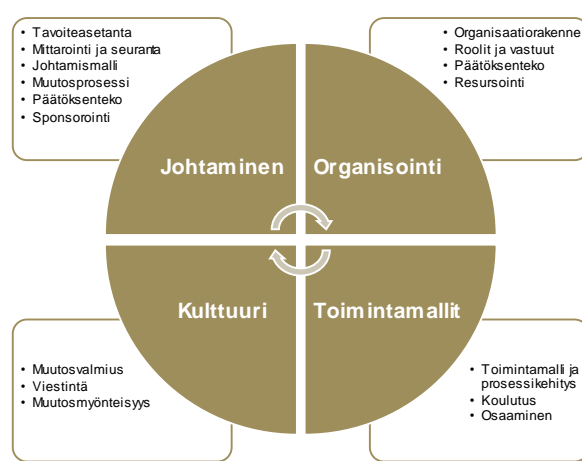 • Tavoiteasetanta
• Mittarointi ja seuranta
• Johtamismalli
• Muutosprosessi
• Päätöksenteko
• Sponsorointi
• Organisaatiorakenne
• Roolit ja vastuut
• Päätöksenteko
• Resursointi
Johtaminen
Organisointi
Kulttuuri
Toimintamallit
• Muutosvalmius
• Viestintä
• Muutosmyönteisyys
• Toimintamalli ja
prosessikehitys
• Koulutus
• Osaaminen